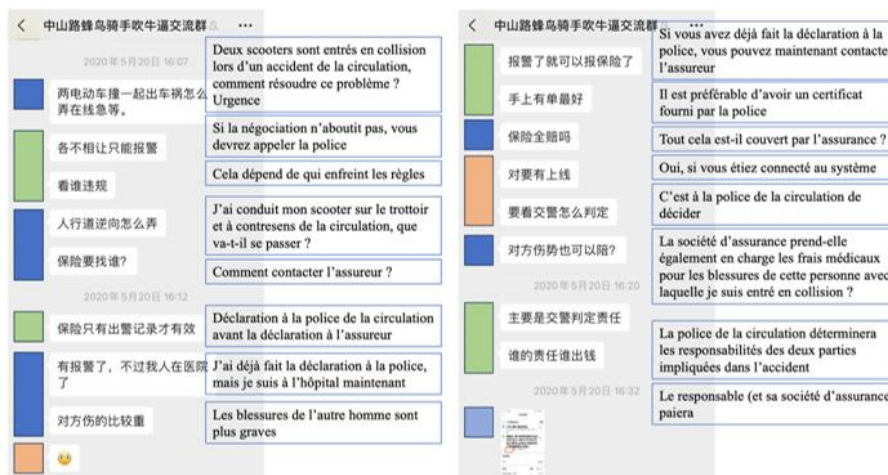 中山路蜂鸟骑手吹牛逼交流群
2020年5月20日 16:07
两电动车撞一起出车祸怎么
弄在线急等。
Deux scooters sont entrés en collision
lors d’un accident de la circulation,
comment résoudre ce problème ?
Urgence
各不相让只能报警
Si la négociation n’aboutit pas, vous
devrez appeler la police
看谁违规
Cela dépend de qui enfreint les règles
人行道逆向怎么弄
J’ai conduit mon scooter sur le trottoir
et à contresens de la circulation, que
va-t-il se passer ?
保险要找谁?
Comment contacter l’assureur ?
2020年5月20日 16:12
保险只有出警记录才有效
Déclaration à la police de la circulation
avant la déclaration à l’assureur
有报警了，不过我人在医院
了
J’ai déjà fait la déclaration à la police,
mais je suis à l’hôpital maintenant
对方伤的比较重
Les blessures de l’autre homme sont
plus graves
中山路蜂鸟骑手吹牛逼交流群
报警了就可以报保险了
Si vous avez déjà fait la déclaration à la
police, vous pouvez maintenant contacte
l’assureur
手上有单最好
Il est préférable d’avoir un certificat
fourni par la police
保险全赔吗
Tout cela est-il couvert par l’assurance ?
对要有上线
Oui, si vous étiez connecté au système
要看交警怎么判定
C’est à la police de la circulation de
décider
对方伤势也可以陪?
La société d’assurance prend-elle
également en charge les frais médicaux
pour les blessures de cette personne avec
laquelle je suis entré en collision ?
2020年5月20日 16:20
主要是交警判定责任
La police de la circulation déterminera
les responsabilités des deux parties
impliquées dans l’accident
谁的责任谁出钱
Le responsable (et sa société d’assurance
paiera
2020年5月20日 16:32